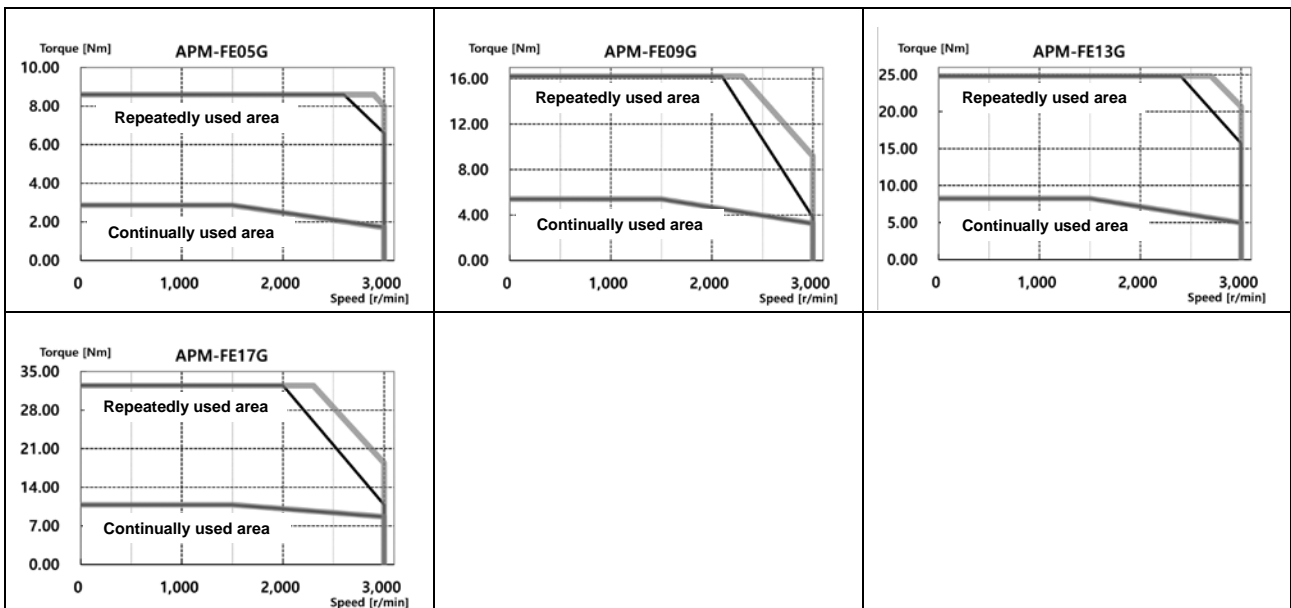 Torque [Nm] APM-FE05G
10.00
8.00
Repeatedly used area
6.00
4.00
2.00
Continually used area
0.00
0 1,000 2,000 3,000
Speed [r/min]
Torque [Nm] APM-FE09G
16.00
Repeatedly used area
12.00
8.00
4.00
Continually used area
0.00
0 1,000 2,000 3,000
Speed [r/min]
Torque [Nm] APM-FE13G
25.00
Repeatedly used area
20.00
15.00
10.00
5.00
Continually used area
0.00
0 1,000 2,000 3,000
Speed [r/min]
Torque [Nm] APM-FE17G
35.00
28.00
Repeatedly used area
21.00
14.00
7.00
Continually used area
0.00
0 1,000 2,000 3,000
Speed [r/min]